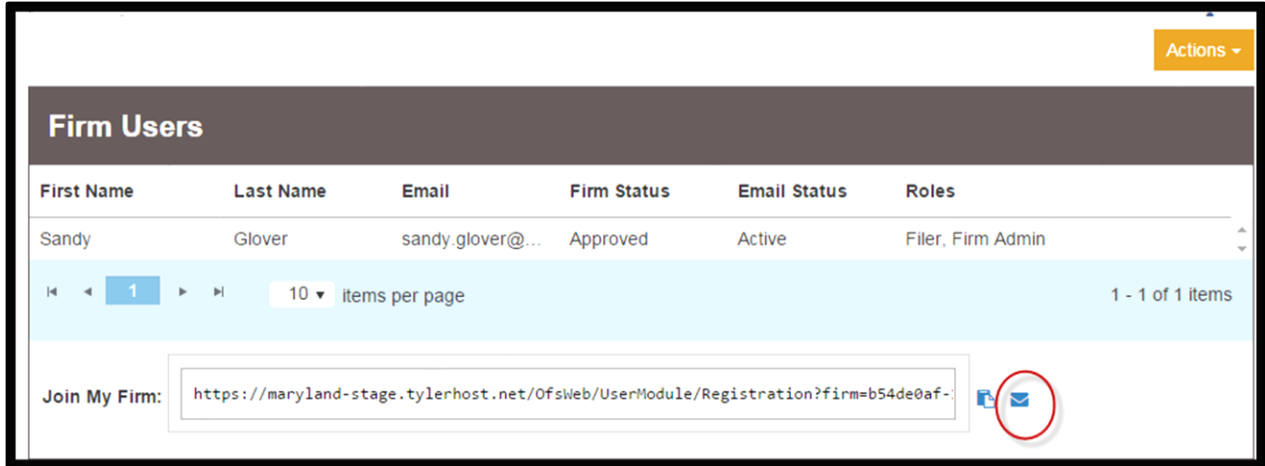 Actions
Firm Users
First Name Last Name Email Firm Status Email Status Roles
Sandy Glover sandy.glover@... Approved Active Filer, Firm Admin
1 10 items per page 1 - 1 of 1 items
Join My Firm: https://maryland-stage.tylerhost.net/OfsWeb/UserModule/Registration?firm=b54de0af-